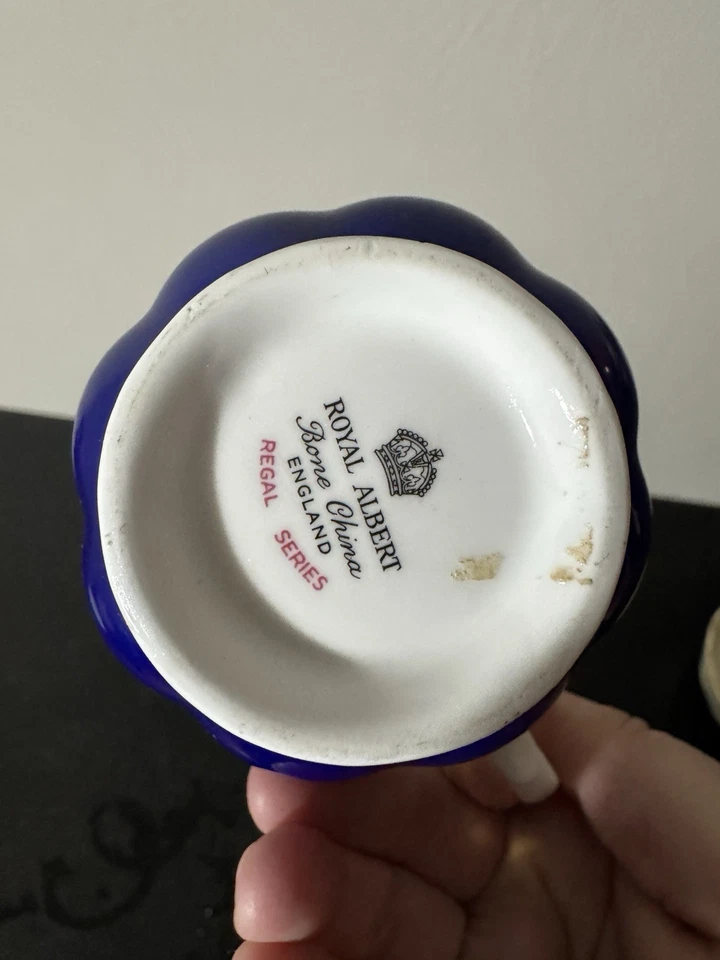 ROYAL ALBERT
Bone China
ENGLAND
REGAL SERIES